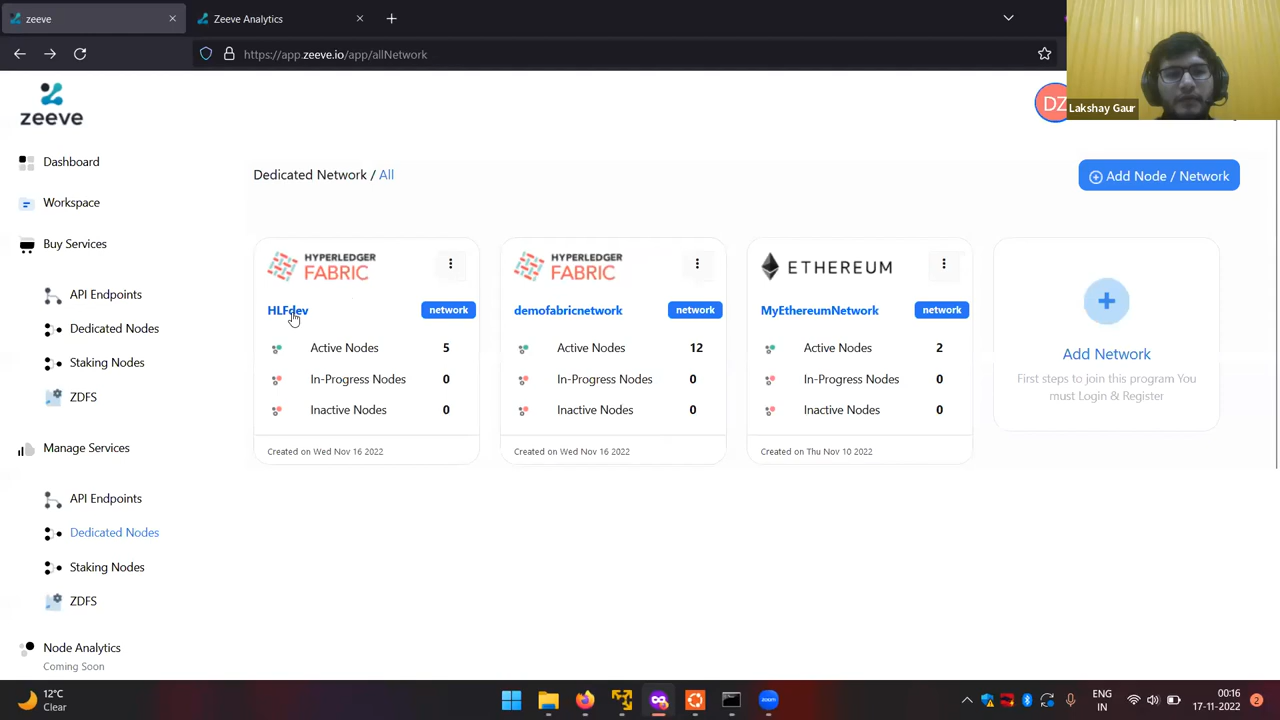 zeeve
Zeeve Analytics
https://app.zeeve.io/app/allNetwork
zeeve
DZ
Lakshay Gaur
Dashboard
Workspace
Buy Services
API Endpoints
Dedicated Nodes
Staking Nodes
ZDFS
Manage Services
API Endpoints
Dedicated Nodes
Staking Nodes
ZDFS
Node Analytics
Coming Soon
Dedicated Network / All
Add Node / Network
HYPERLEDGER
FABRIC
HLFdev
network
Active Nodes 5
In-Progress Nodes 0
Inactive Nodes 0
Created on Wed Nov 16 2022
HYPERLEDGER
FABRIC
demofabricnetwork
network
Active Nodes 12
In-Progress Nodes 0
Inactive Nodes 0
Created on Wed Nov 16 2022
ETHEREUM
MyEthereumNetwork
network
Active Nodes 2
In-Progress Nodes 0
Inactive Nodes 0
Created on Thu Nov 10 2022
Add Network
First steps to join this program You
must Login & Register
12°C
Clear
zoom
ENG
IN
00:16
17-11-2022
2